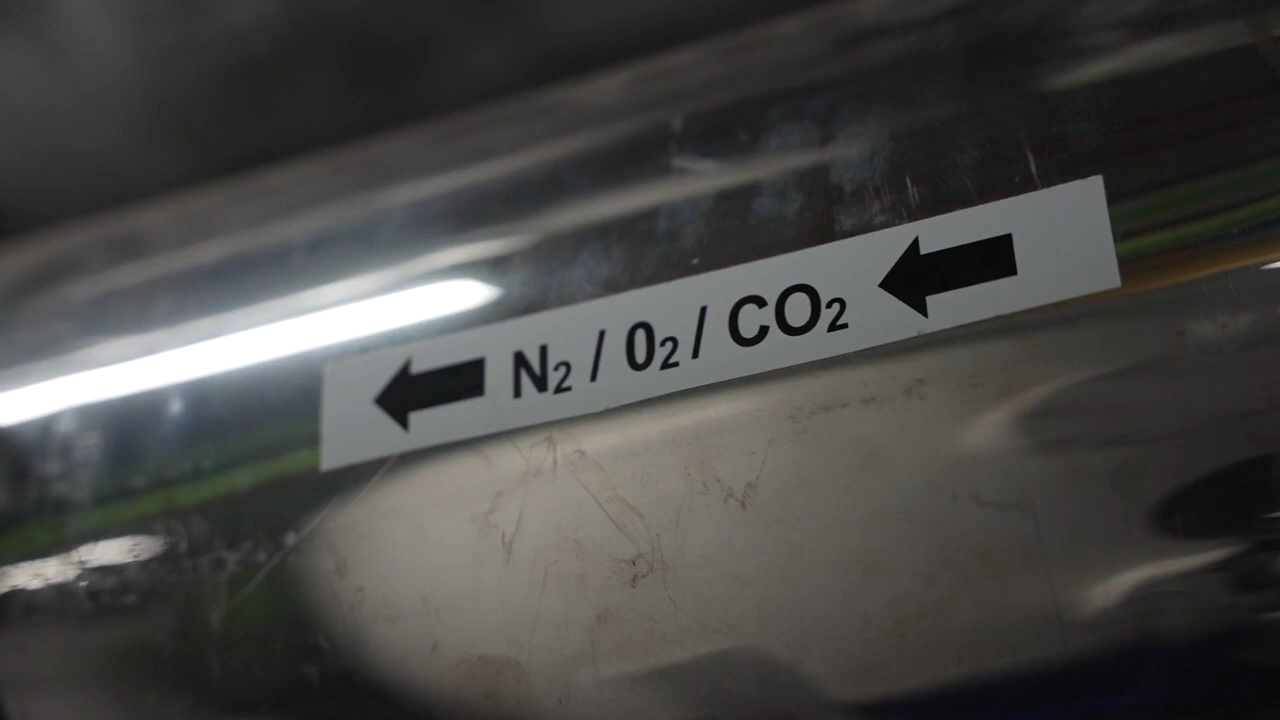 N₂ / 0₂ / CO₂